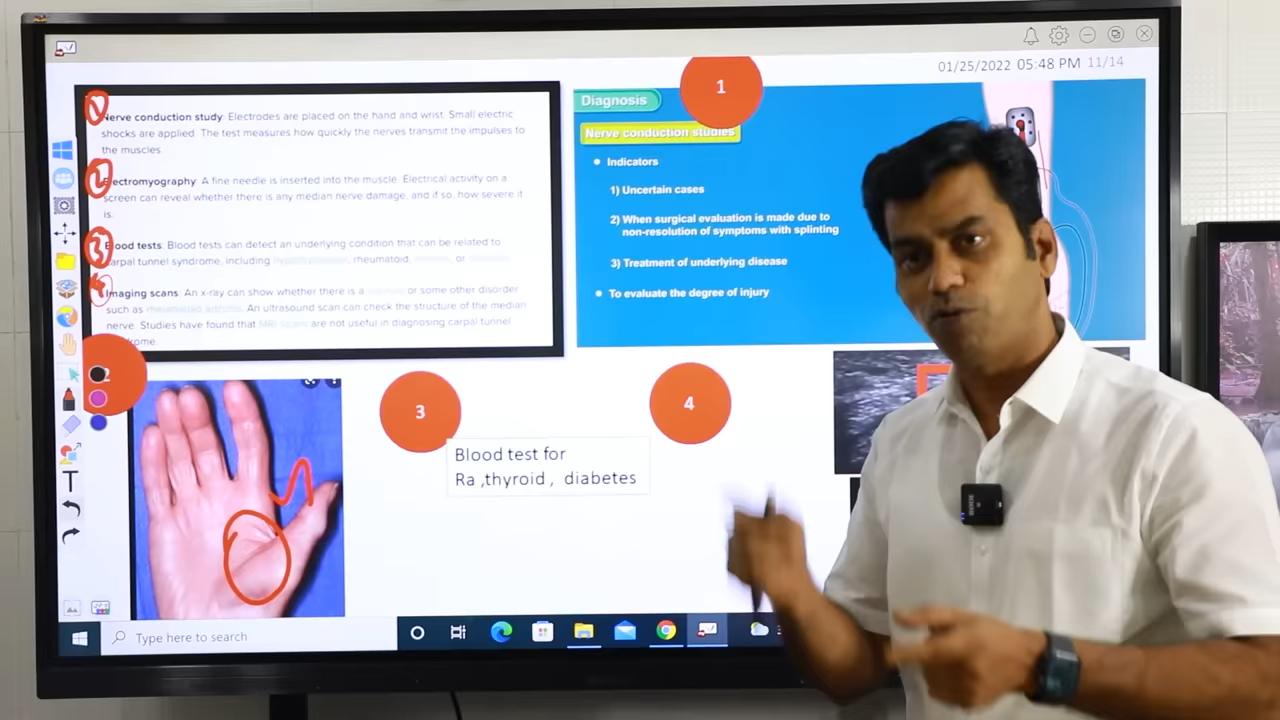 01/25/2022 05:48 PM 11/14
Nerve conduction study: Electrodes are placed on the hand and wrist. Small electric
shocks are applied. The test measures how quickly the nerves transmit the impulses to
the muscles.
ectromyography: A fine needle is inserted into the muscle. Electrical activity on a
screen can reveal whether there is any median nerve damage, and if so, how severe it
is.
Blood tests: Blood tests can detect an underlying condition that can be related to
carpal tunnel syndrome, including rheumatoid, or
Imaging scans: An x-ray can show whether there is a or some other disorder
such as rheumatoid arthritis. An ultrasound scan can check the structure of the median
nerve. Studies have found that MRI scans are not useful in diagnosing carpal tunnel
rome.
1
Diagnosis
Nerve conduction studies
Indicators
1) Uncertain cases
2) When surgical evaluation is made due to
non-resolution of symptoms with splinting
3) Treatment of underlying disease
To evaluate the degree of injury
2
3
Blood test for
Ra ,thyroid , diabetes
4
T
Type here to search